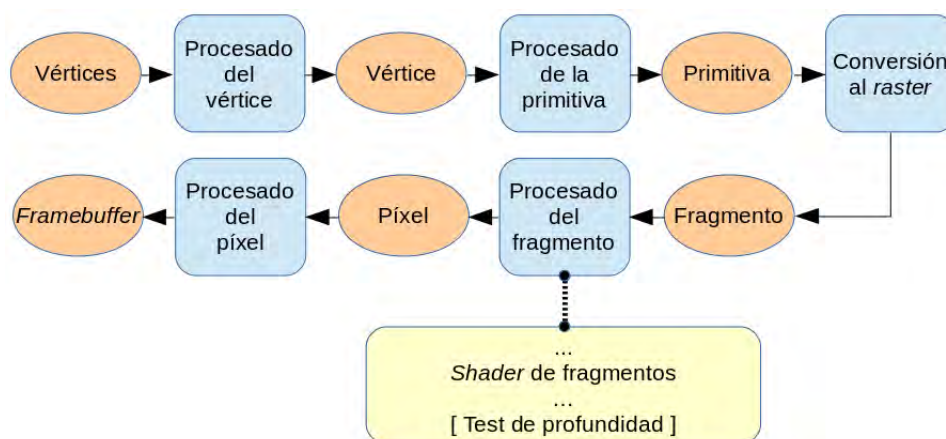 Vértices
Procesado
del
vértice
Vértice
Procesado
de la
primitiva
Primitiva
Conversión
al raster
Framebuffer
Procesado
del
píxel
Píxel
Procesado
del
fragmento
Fragmento
...
Shader de fragmentos
...
[ Test de profundidad ]